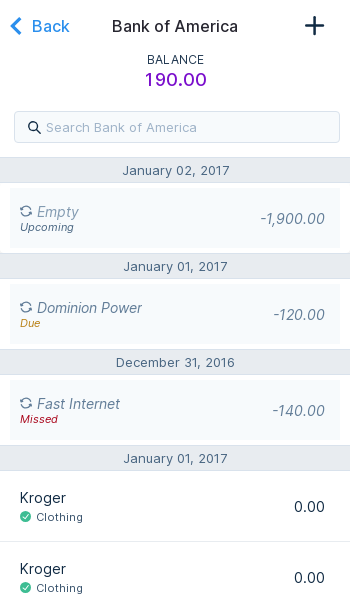 Back
Bank of America
BALANCE
190.00
Search Bank of America
January 02, 2017
Empty
-1,900.00
Upcoming
January 01, 2017
Dominion Power
-120.00
Due
December 31, 2016
Fast Internet
-140.00
Missed
January 01, 2017
Kroger
0.00
Clothing
Kroger
0.00
Clothing